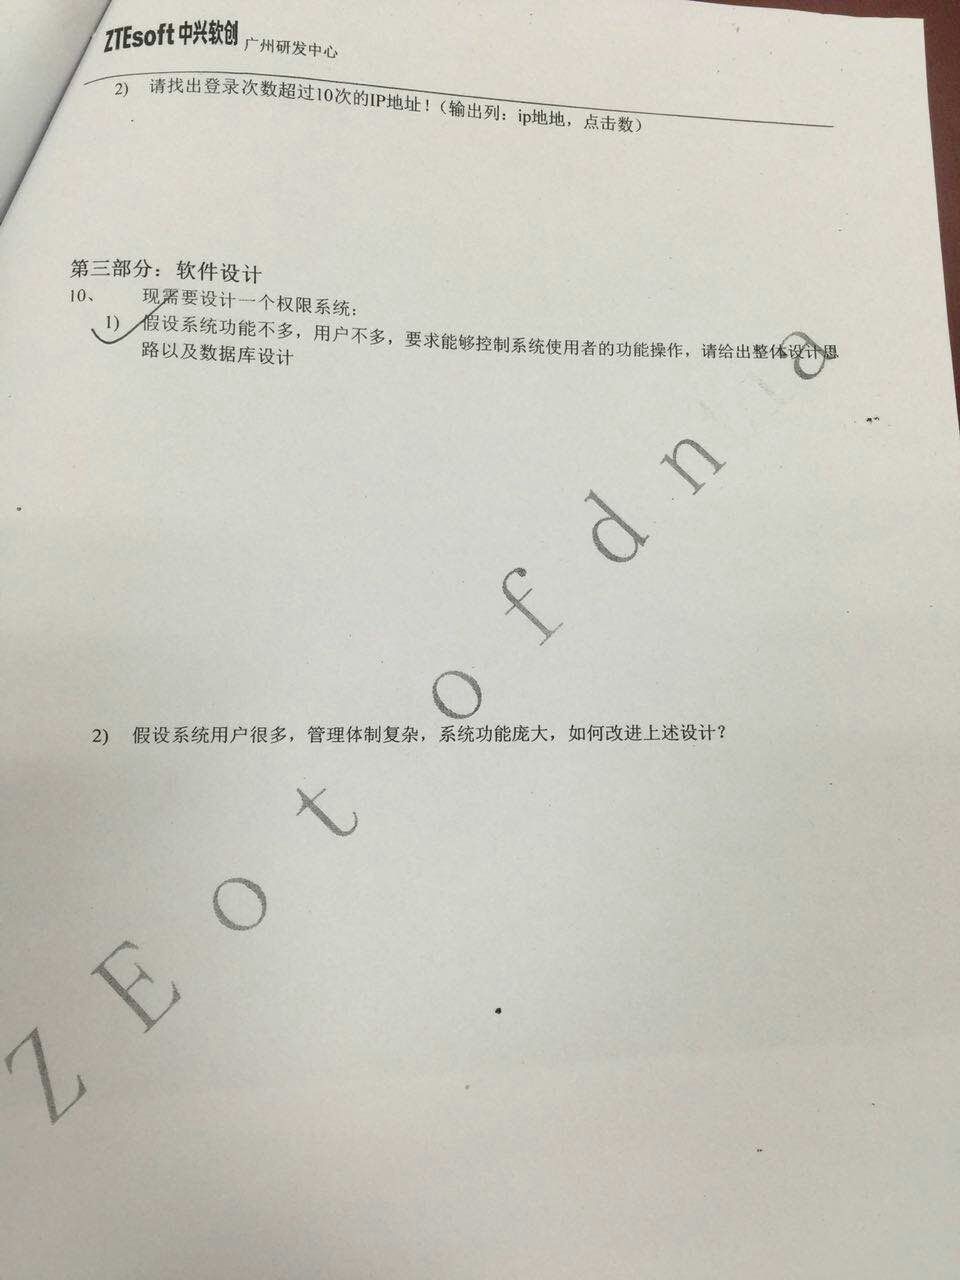 ZTEsoft 中兴软创 广州研发中心
2) 请找出登录次数超过10次的IP地址！（输出列：ip地地，点击数）
第三部分：软件设计
10、 现需要设计一个权限系统：
1) 假设系统功能不多，用户不多，要求能够控制系统使用者的功能操作，请给出整体设计思
路以及数据库设计
2) 假设系统用户很多，管理体制复杂，系统功能庞大，如何改进上述设计？
Z E o t o f d n a